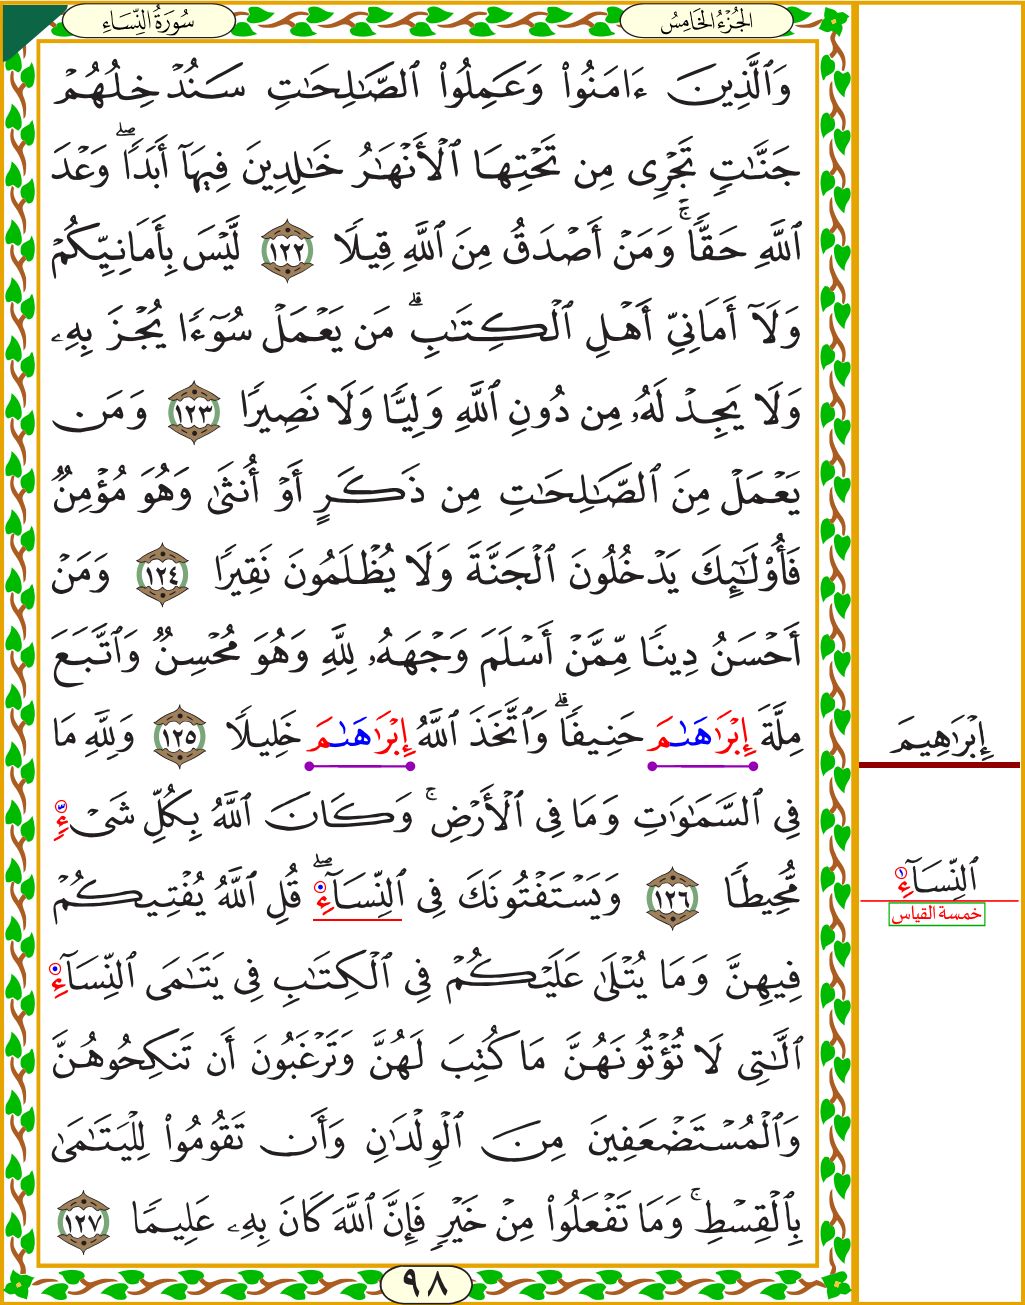 سُورَةُ النِّسَاءِ
الجُزْءُ الخَامِسُ
وَٱلَّذِينَ ءَامَنُوا۟ وَعَمِلُوا۟ ٱلصَّٰلِحَٰتِ سَنُدْخِلُهُمْ
جَنَّٰتٍ تَجْرِى مِن تَحْتِهَا ٱلْأَنْهَٰرُ خَٰلِدِينَ فِيهَآ أَبَدًاۖ وَعْدَ
ٱللَّهِ حَقًّاۚ وَمَنْ أَصْدَقُ مِنَ ٱللَّهِ قِيلًا ١٢٢ لَّيْسَ بِأَمَانِيِّكُمْ
وَلَآ أَمَانِىِّ أَهْلِ ٱلْكِتَٰبِۗ مَن يَعْمَلْ سُوٓءًا يُجْزَ بِهِۦ
وَلَا يَجِدْ لَهُۥ مِن دُونِ ٱللَّهِ وَلِيًّا وَلَا نَصِيرًا ١٢٣ وَمَن
يَعْمَلْ مِنَ ٱلصَّٰلِحَٰتِ مِن ذَكَرٍ أَوْ أُنثَىٰ وَهُوَ مُؤْمِنٌ
فَأُو۟لَٰٓئِكَ يَدْخُلُونَ ٱلْجَنَّةَ وَلَا يُظْلَمُونَ نَقِيرًا ١٢٤ وَمَنْ
أَحْسَنُ دِينًا مِّمَّنْ أَسْلَمَ وَجْهَهُۥ لِلَّهِ وَهُوَ مُحْسِنٌ وَٱتَّبَعَ
مِلَّةَ إِبْرَاهَٰمَ حَنِيفًاۗ وَٱتَّخَذَ ٱللَّهُ إِبْرَاهَٰمَ خَلِيلًا ١٢٥ وَلِلَّهِ مَا
إِبْرَاهِيمَ
فِى ٱلسَّمَٰوَٰتِ وَمَا فِى ٱلْأَرْضِۚ وَكَانَ ٱللَّهُ بِكُلِّ شَىْءٍ
مُّحِيطًا ١٢٦ وَيَسْتَفْتُونَكَ فِى ٱلنِّسَآءِۖ قُلِ ٱللَّهُ يُفْتِيكُمْ
ٱلنِّسَآءِ
خمسة القياس
فِيهِنَّ وَمَا يُتْلَىٰ عَلَيْكُمْ فِى ٱلْكِتَٰبِ فِى يَتَٰمَى ٱلنِّسَآءِ
ٱلَّٰتِى لَا تُؤْتُونَهُنَّ مَا كُتِبَ لَهُنَّ وَتَرْغَبُونَ أَن تَنكِحُوهُنَّ
وَٱلْمُسْتَضْعَفِينَ مِنَ ٱلْوِلْدَٰنِ وَأَن تَقُومُوا۟ لِلْيَتَٰمَىٰ
بِٱلْقِسْطِۚ وَمَا تَفْعَلُوا۟ مِنْ خَيْرٍ فَإِنَّ ٱللَّهَ كَانَ بِهِۦ عَلِيمًا ١٢٧
٩٨